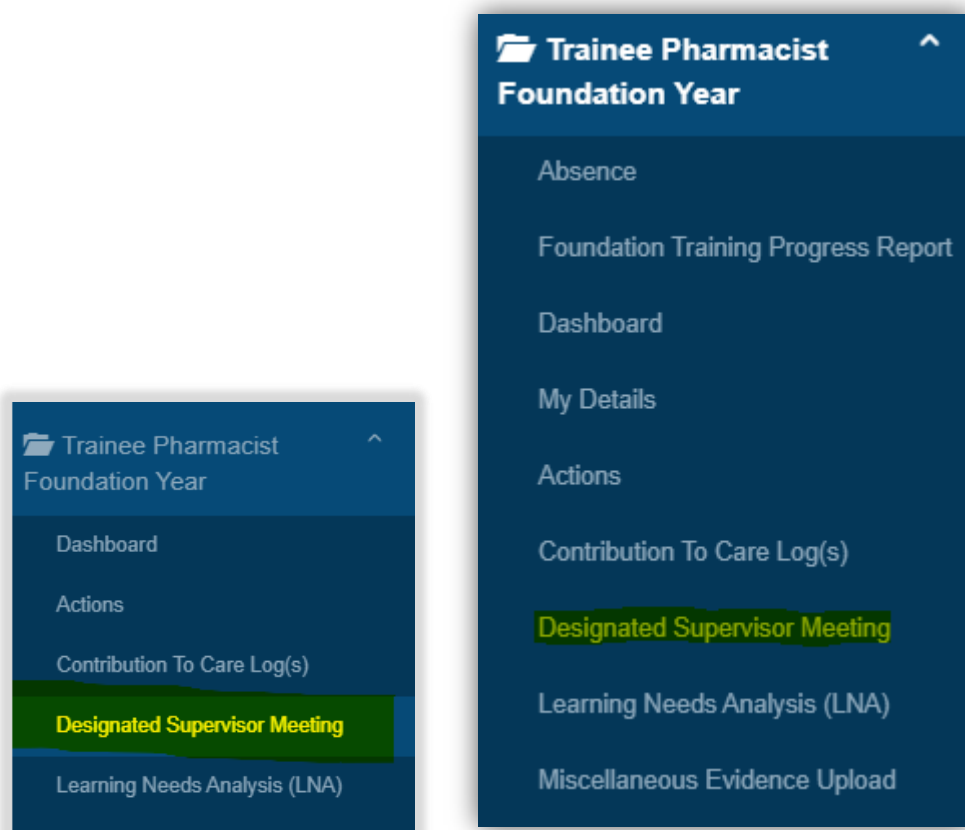 Trainee Pharmacist
Foundation Year
Dashboard
Actions
Contribution To Care Log(s)
Designated Supervisor Meeting
Learning Needs Analysis (LNA)
Trainee Pharmacist
Foundation Year
Absence
Foundation Training Progress Report
Dashboard
My Details
Actions
Contribution To Care Log(s)
Designated Supervisor Meeting
Learning Needs Analysis (LNA)
Miscellaneous Evidence Upload